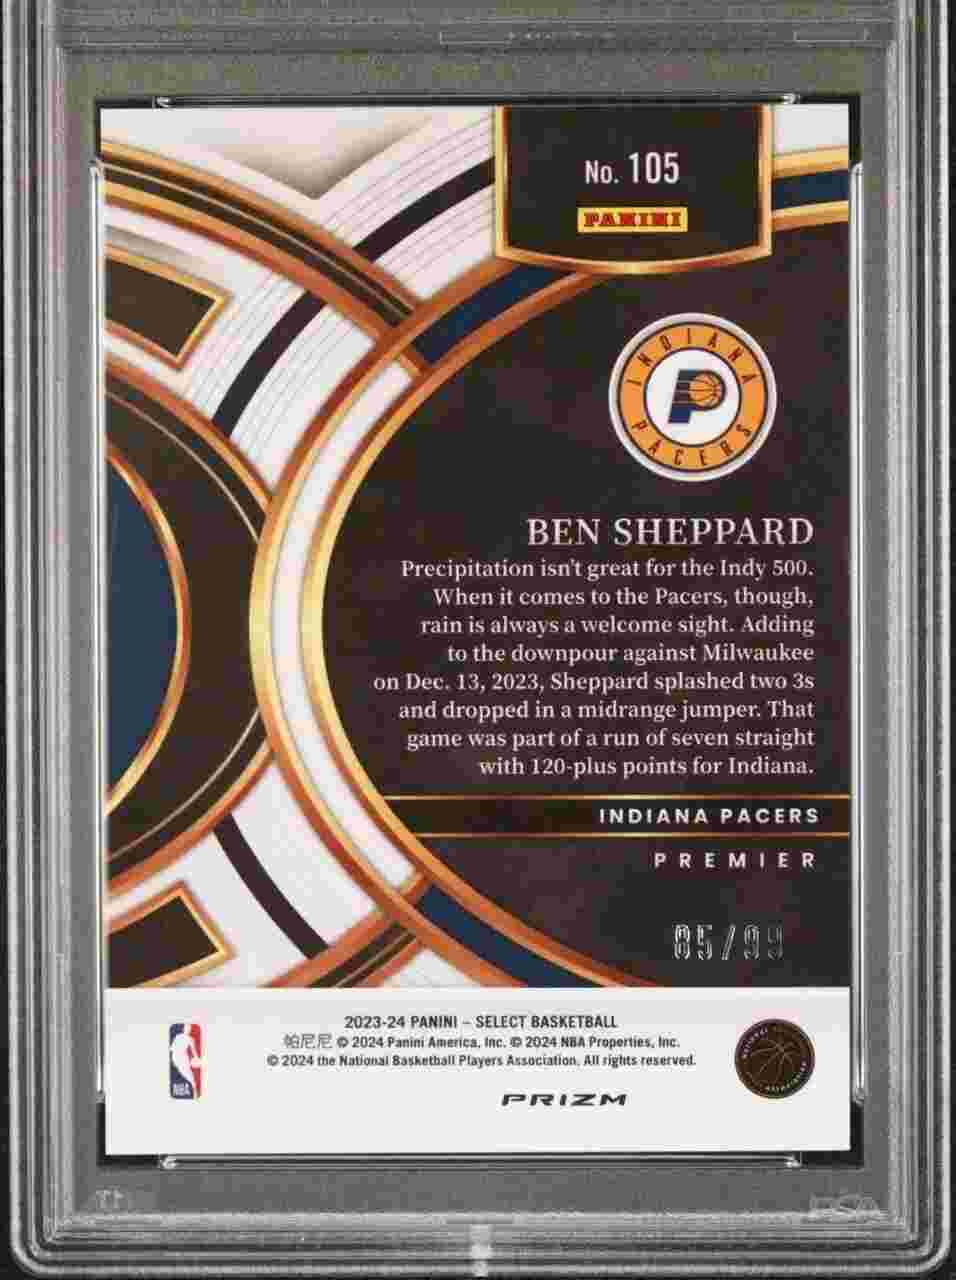 No. 105
PANINI
INDIANA
PACERS
BEN SHEPPARD
Precipitation isn't great for the Indy 500.
When it comes to the Pacers, though,
rain is always a welcome sight. Adding
to the downpour against Milwaukee
on Dec. 13, 2023, Sheppard splashed two 3s
and dropped in a midrange jumper. That
game was part of a run of seven straight
with 120-plus points for Indiana.
INDIANA PACERS
PREMIER
85/99
2023-24 PANINI – SELECT BASKETBALL
帕尼尼 © 2024 Panini America, Inc. © 2024 NBA Properties, Inc.
© 2024 the National Basketball Players Association. All rights reserved.
NBA
PRIZM
PSA